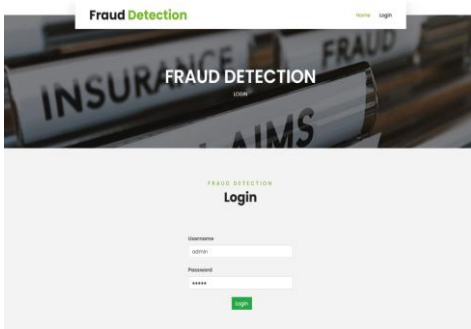 Fraud Detection
Home Login
INSURANCE
FRAUD
CLAIMS
FRAUD DETECTION
LOGIN
FRAUD DETECTION
Login
Username
admin
Password
*****
Login